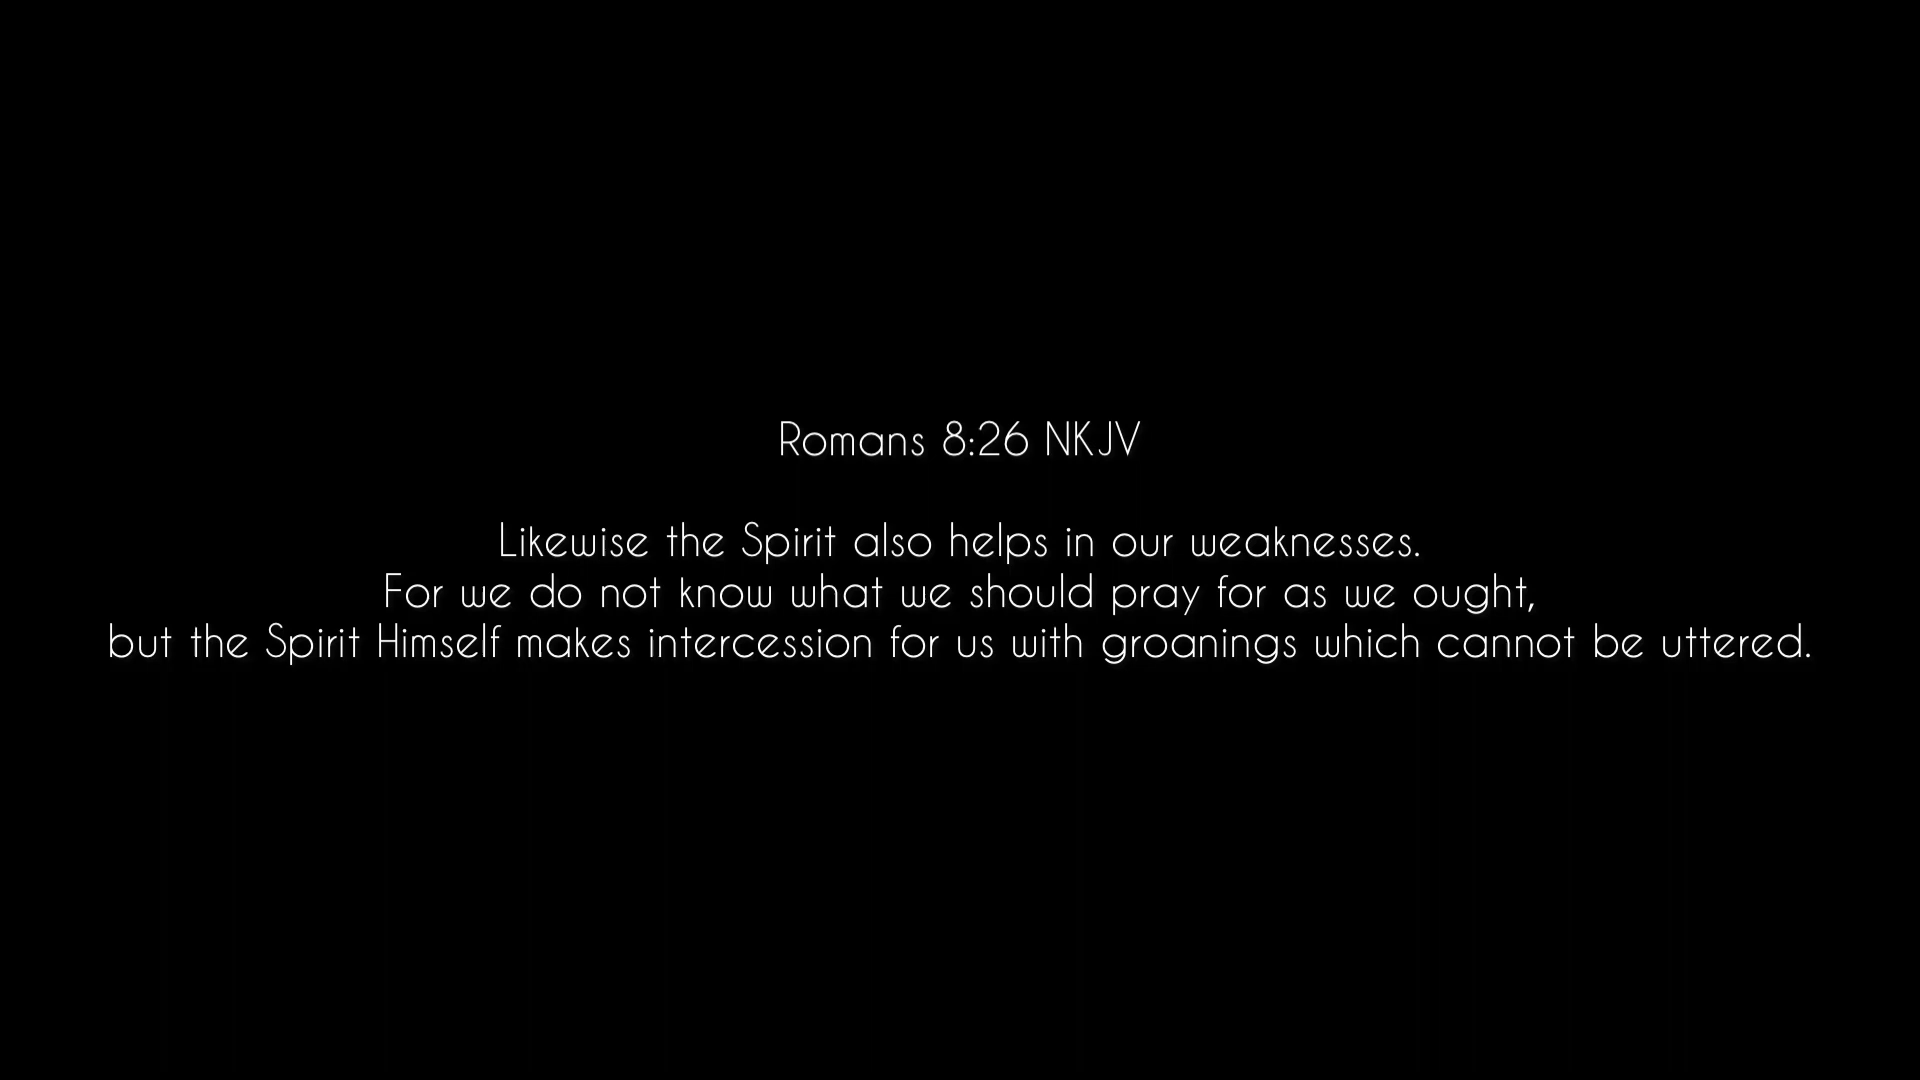 Romans 8:26 NKJV
Likewise the Spirit also helps in our weaknesses.
For we do not know what we should pray for as we ought,
but the Spirit Himself makes intercession for us with groanings which cannot be uttered.